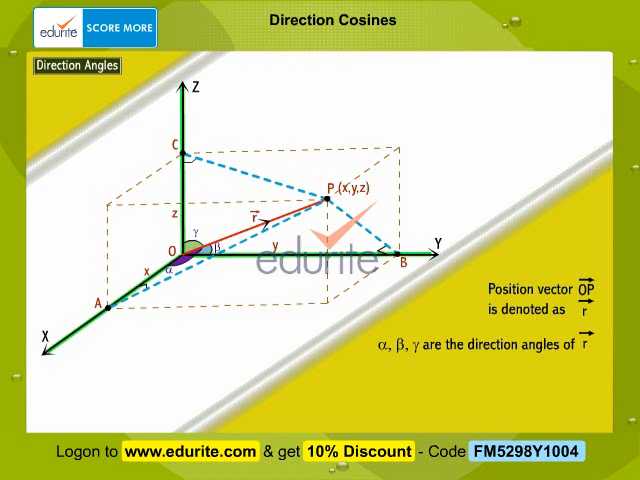 Direction Cosines
edurite SCORE MORE
Direction Angles
Z
C
P (x,y,z)
z
r
γ
O
β
y
Y
α
B
x
edurite
A
X
Position vector OP
is denoted as r
α, β, γ are the direction angles of r
Logon to www.edurite.com & get 10% Discount - Code FM5298Y1004